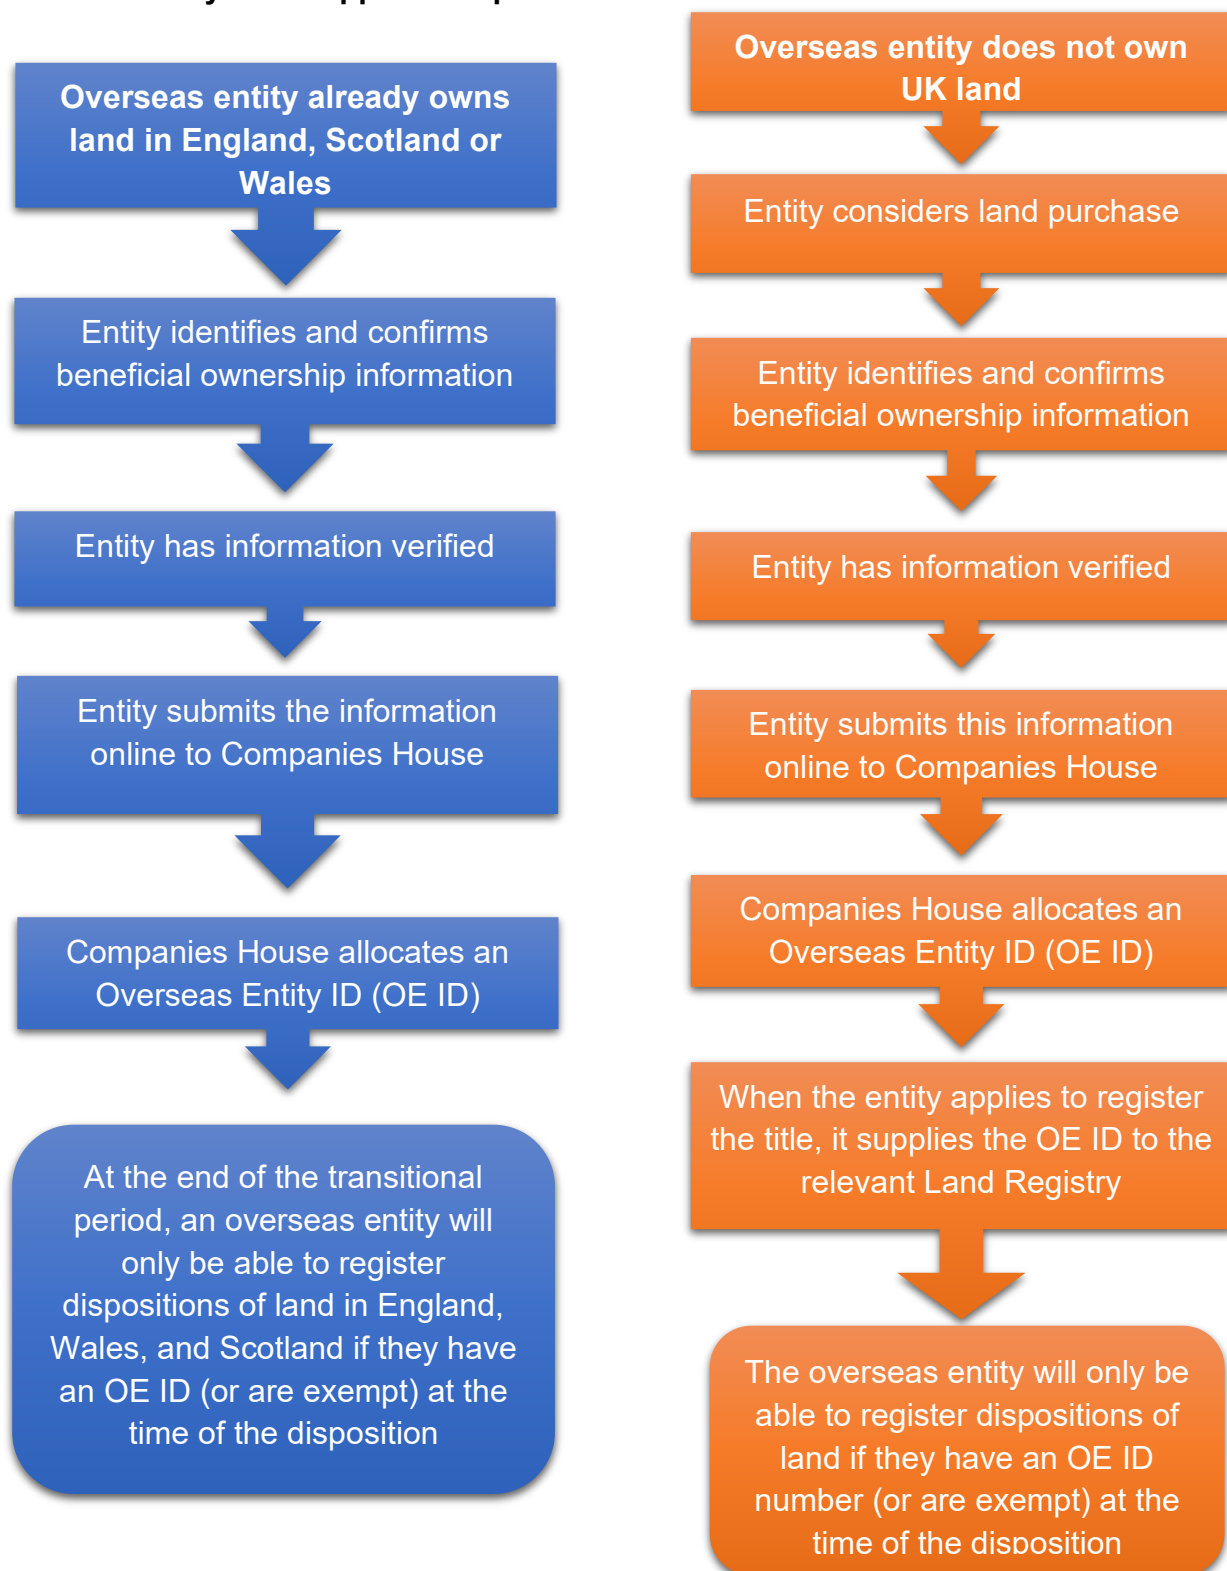 Overseas entity already owns
land in England, Scotland or
Wales
Entity identifies and confirms
beneficial ownership information
Entity has information verified
Entity submits the information
online to Companies House
Companies House allocates an
Overseas Entity ID (OE ID)
At the end of the transitional
period, an overseas entity will
only be able to register
dispositions of land in England,
Wales, and Scotland if they have
an OE ID (or are exempt) at the
time of the disposition
Overseas entity does not own
UK land
Entity considers land purchase
Entity identifies and confirms
beneficial ownership information
Entity has information verified
Entity submits this information
online to Companies House
Companies House allocates an
Overseas Entity ID (OE ID)
When the entity applies to register
the title, it supplies the OE ID to the
relevant Land Registry
The overseas entity will only be
able to register dispositions of
land if they have an OE ID
number (or are exempt) at the
time of the disposition